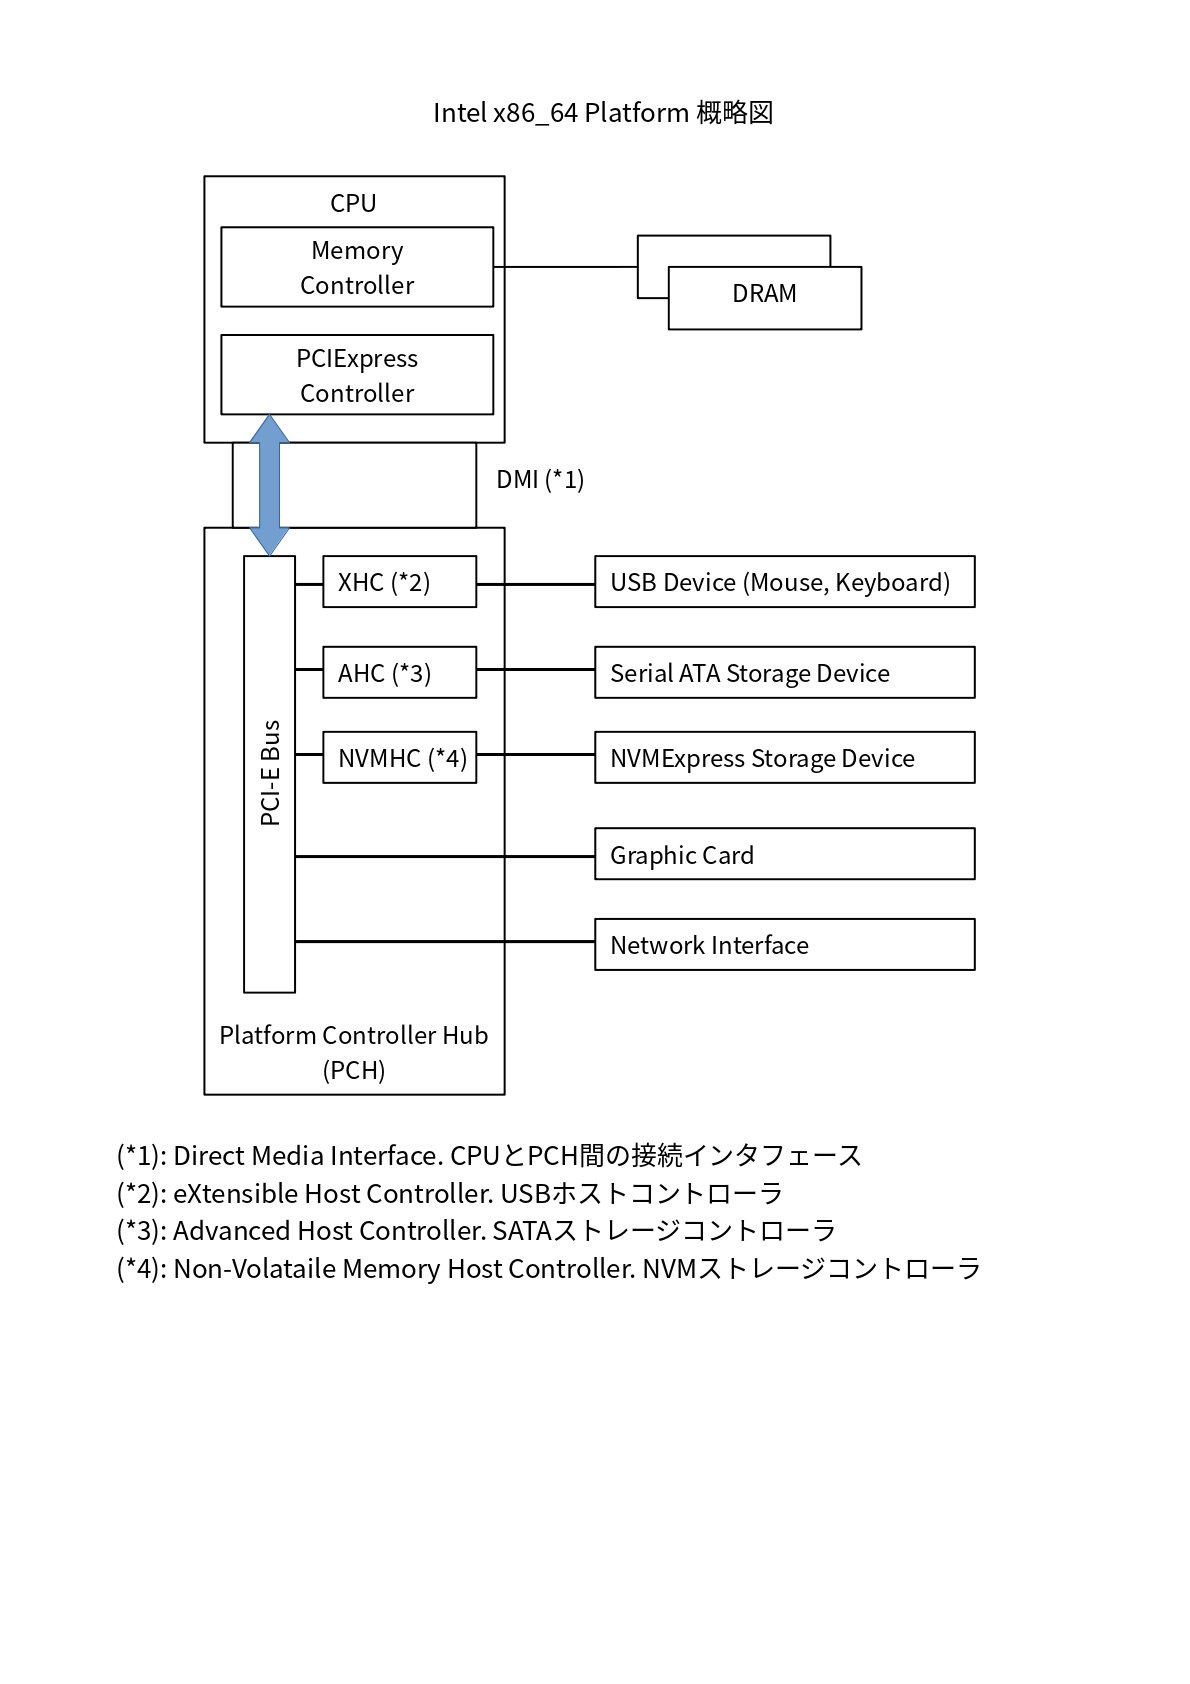 Intel x86_64 Platform 概略図
CPU
Memory
Controller
DRAM
PCIExpress
Controller
DMI (*1)
XHC (*2)
USB Device (Mouse, Keyboard)
AHC (*3)
Serial ATA Storage Device
PCI-E Bus
NVMHC (*4)
NVMExpress Storage Device
Graphic Card
Network Interface
Platform Controller Hub
(PCH)
(*1): Direct Media Interface. CPUとPCH間の接続インタフェース
(*2): eXtensible Host Controller. USBホストコントローラ
(*3): Advanced Host Controller. SATAストレージコントローラ
(*4): Non-Volataile Memory Host Controller. NVMストレージコントローラ